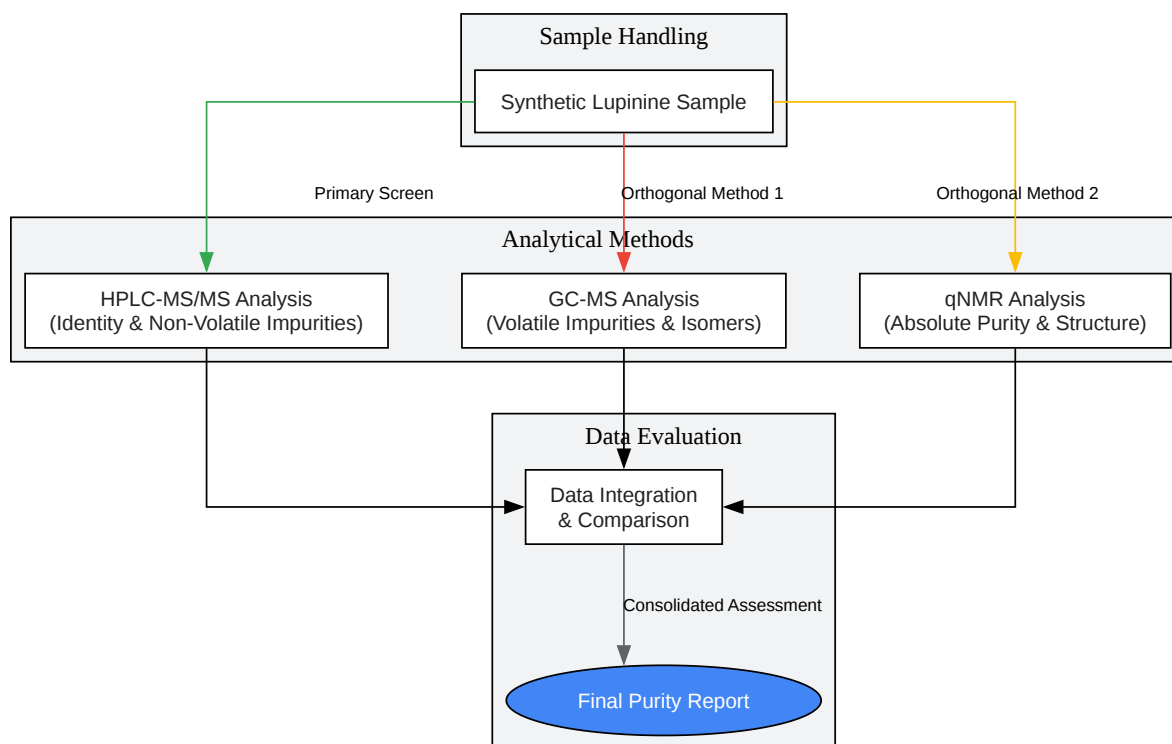 Sample Handling
Synthetic Lupinine Sample
Primary Screen
Orthogonal Method 1
Orthogonal Method 2
Analytical Methods
HPLC-MS/MS Analysis
(Identity & Non-Volatile Impurities)
GC-MS Analysis
(Volatile Impurities & Isomers)
qNMR Analysis
(Absolute Purity & Structure)
Data Evaluation
Data Integration
& Comparison
Consolidated Assessment
Final Purity Report